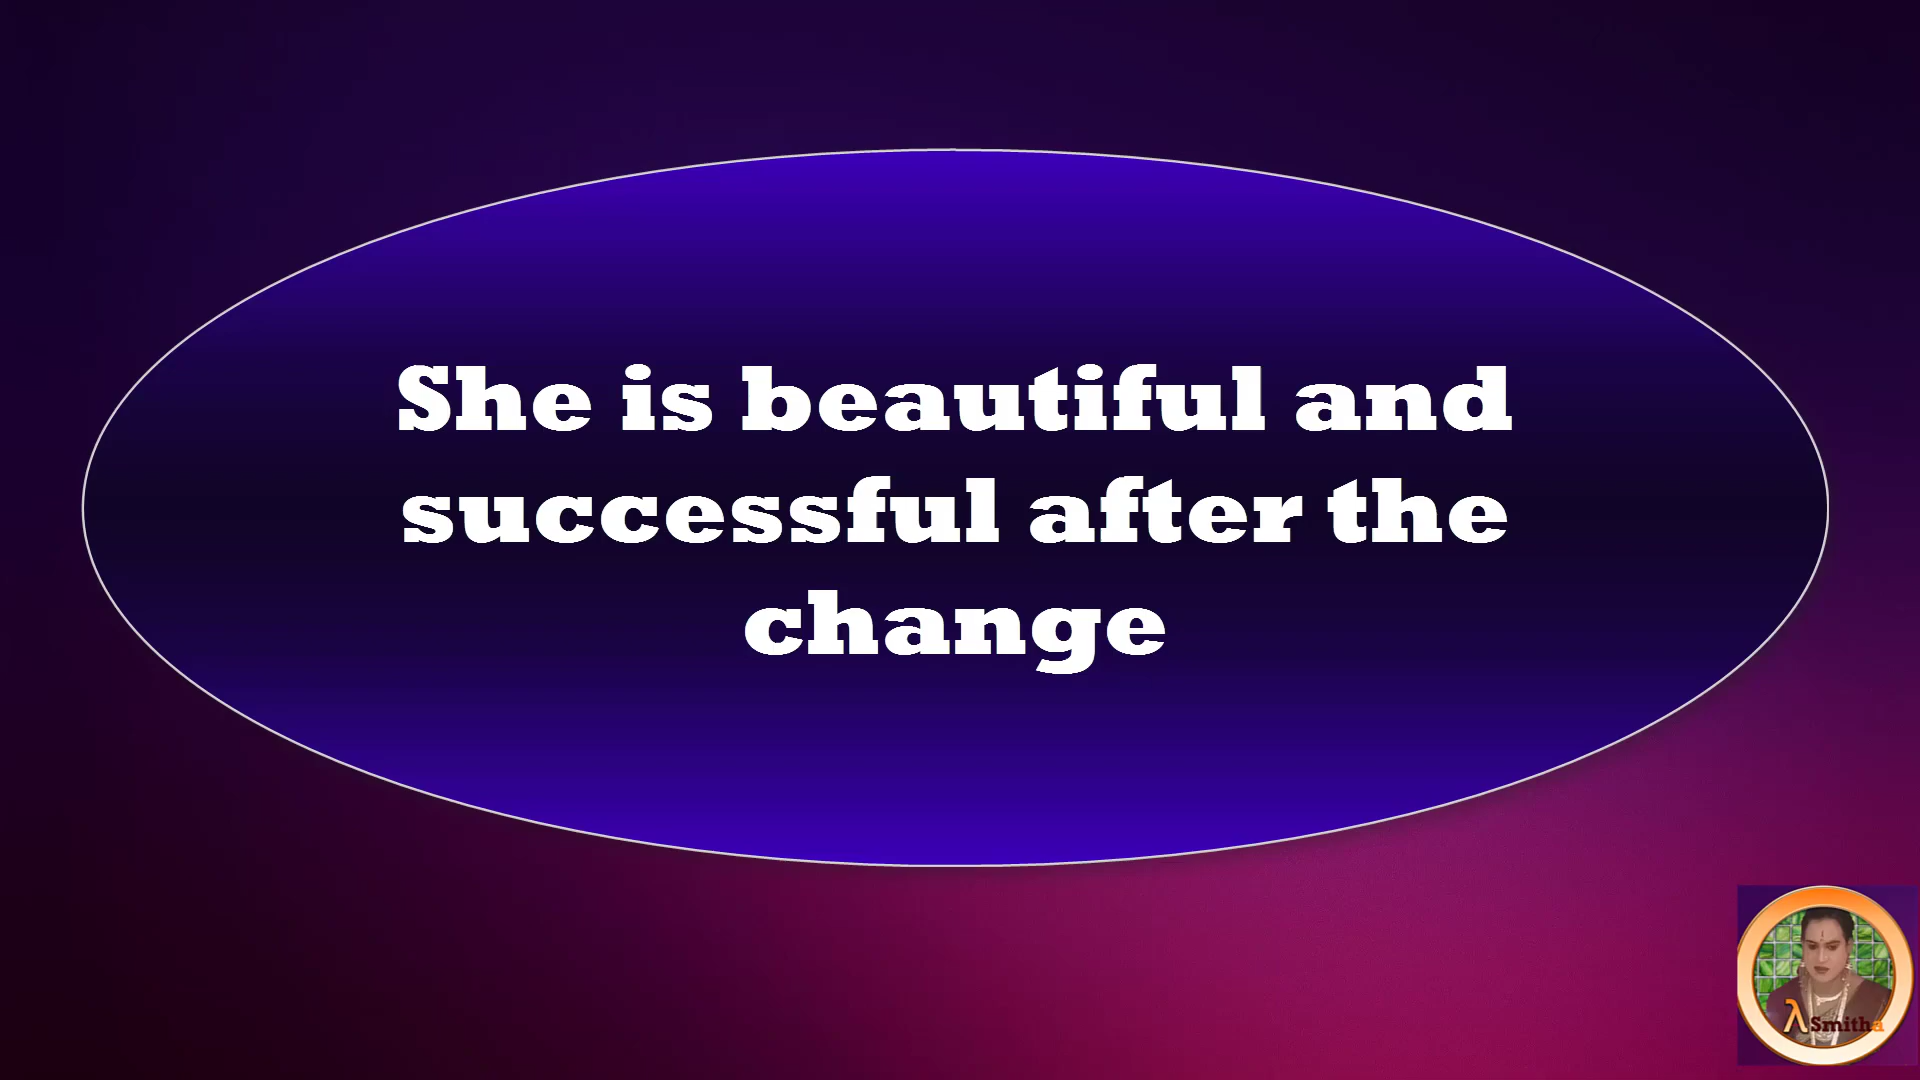 She is beautiful and
successful after the
change
λ Smitha